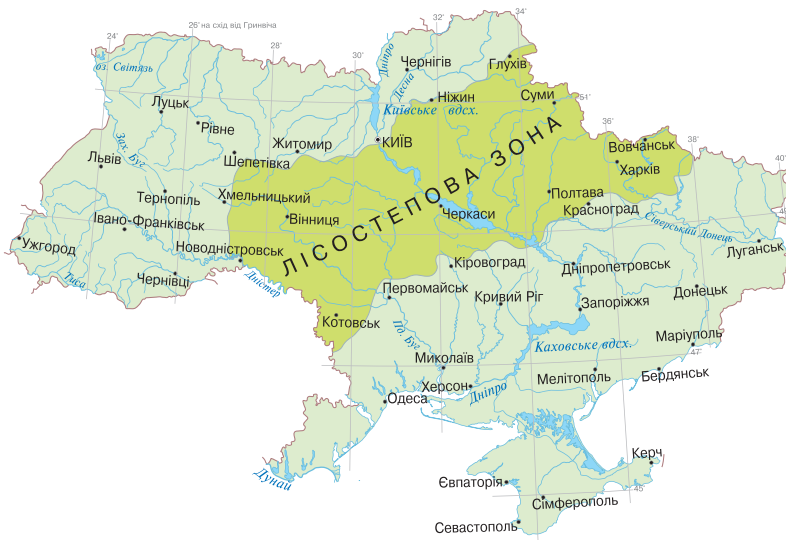 26° на схід від Гринвіча
32°
34°
24°
28°
30°
оз. Світязь
Дніпро
Десна
Чернігів
Глухів
Луцьк
Ніжин
Суми
51°
Київське вдсх.
Рівне
36°
38°
Зах. Буг
Житомир
КИЇВ
Вовчанськ
40°
Львів
Шепетівка
Харків
ЛІСОСТЕПОВА ЗОНА
Тернопіль
Хмельницький
Полтава
Вінниця
Черкаси
Красноград
Івано-Франківськ
Сіверський Донець
Ужгород
Новодністровськ
Луганськ
Кіровоград
Дніпропетровськ
Тиса
Чернівці
Дністер
Первомайськ
Кривий Ріг
Донецьк
Запоріжжя
Котовськ
Пд. Буг
Маріуполь
Каховське вдсх.
47°
Миколаїв
Мелітополь
Бердянськ
Херсон
Дніпро
Одеса
Керч
Дунай
Євпаторія
45°
Сімферополь
Севастополь